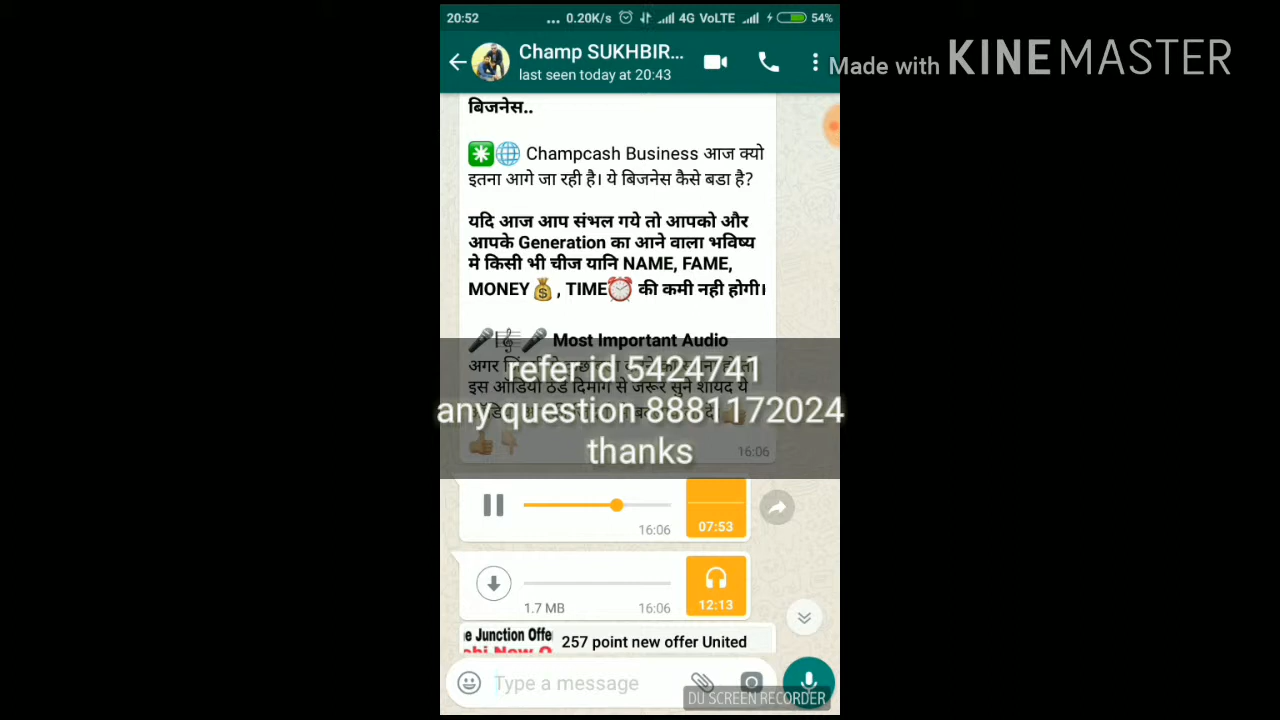 20:52 ... 0.20K/s 4G VoLTE 54%
Champ SUKHBIR...
last seen today at 20:43
Made with KINEMASTER
बिजनेस..
Champcash Business आज क्यो
इतना आगे जा रही है। ये बिजनेस कैसे बडा है?
यदि आज आप संभल गये तो आपको और
आपके Generation का आने वाला भविष्य
मे किसी भी चीज यानि NAME, FAME,
MONEY , TIME की कमी नही होगी।
Most Important Audio
अगर
refer id 5424741
इस ऑडियो ठंडे दिमाग से जरूर सुने शायद ये
any question 8881172024
thanks
16:06
16:06
07:53
1.7 MB 16:06
12:13
e Junction Offe
257 point new offer United
Type a message
DU SCREEN RECORDER